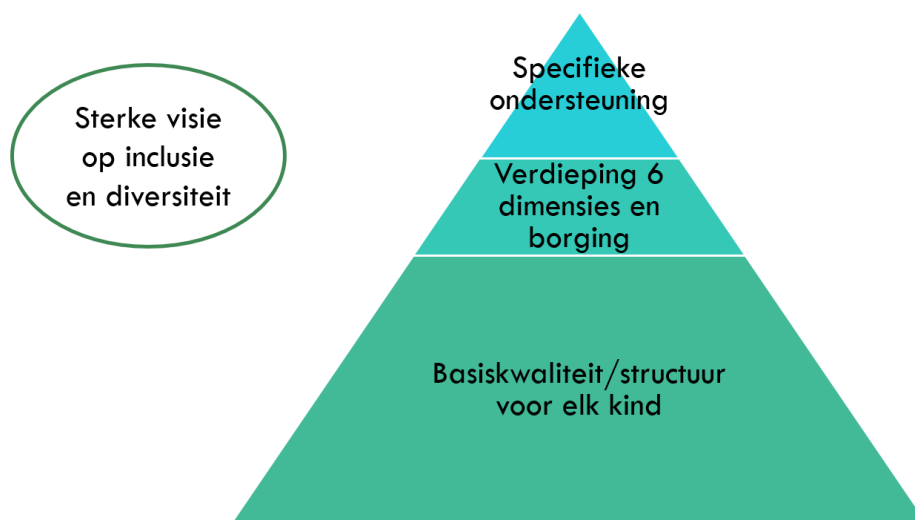 Sterke visie
op inclusie
en diversiteit
Specifieke
ondersteuning
Verdieping 6
dimensies en
borging
Basiskwaliteit/structuur
voor elk kind